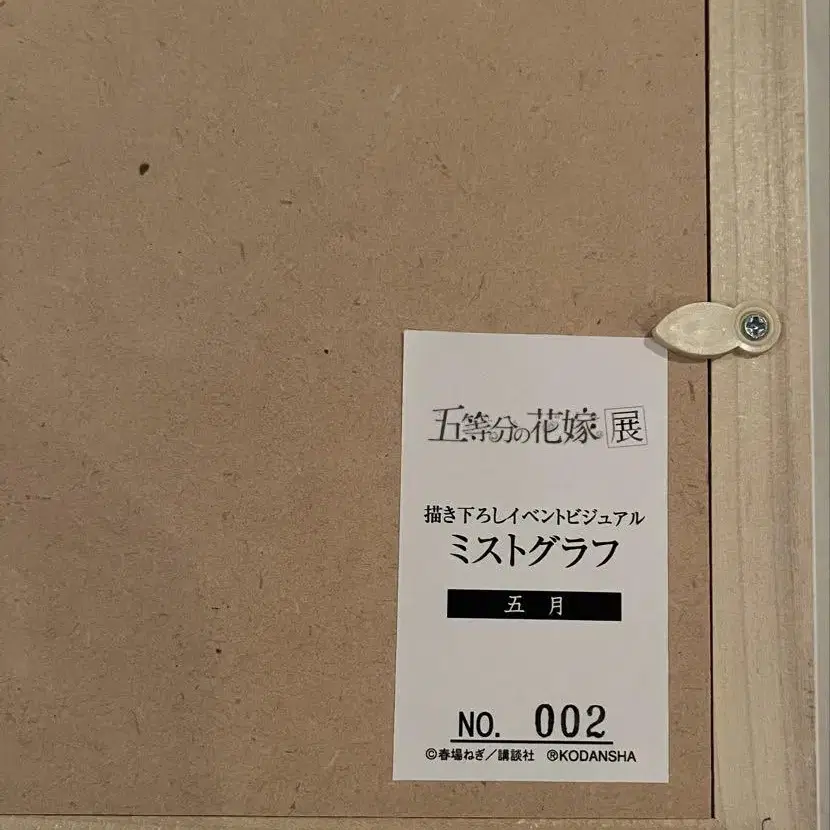 五等分の花嫁 展
描き下ろしイベントビジュアル
ミストグラフ
五 月
NO. 002
©春場ねぎ／講談社 ®KODANSHA